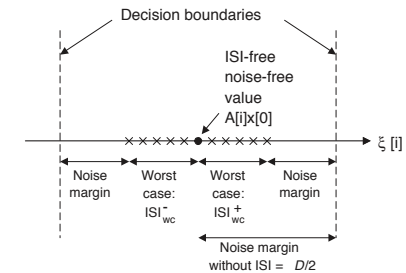 Decision boundaries
ISI-free
noise-free
value
A[i]x[0]
ξ [i]
Noise
margin
Worst
case:
ISI⁻wc
Worst
case:
ISI⁺wc
Noise
margin
Noise margin
without ISI = D/2